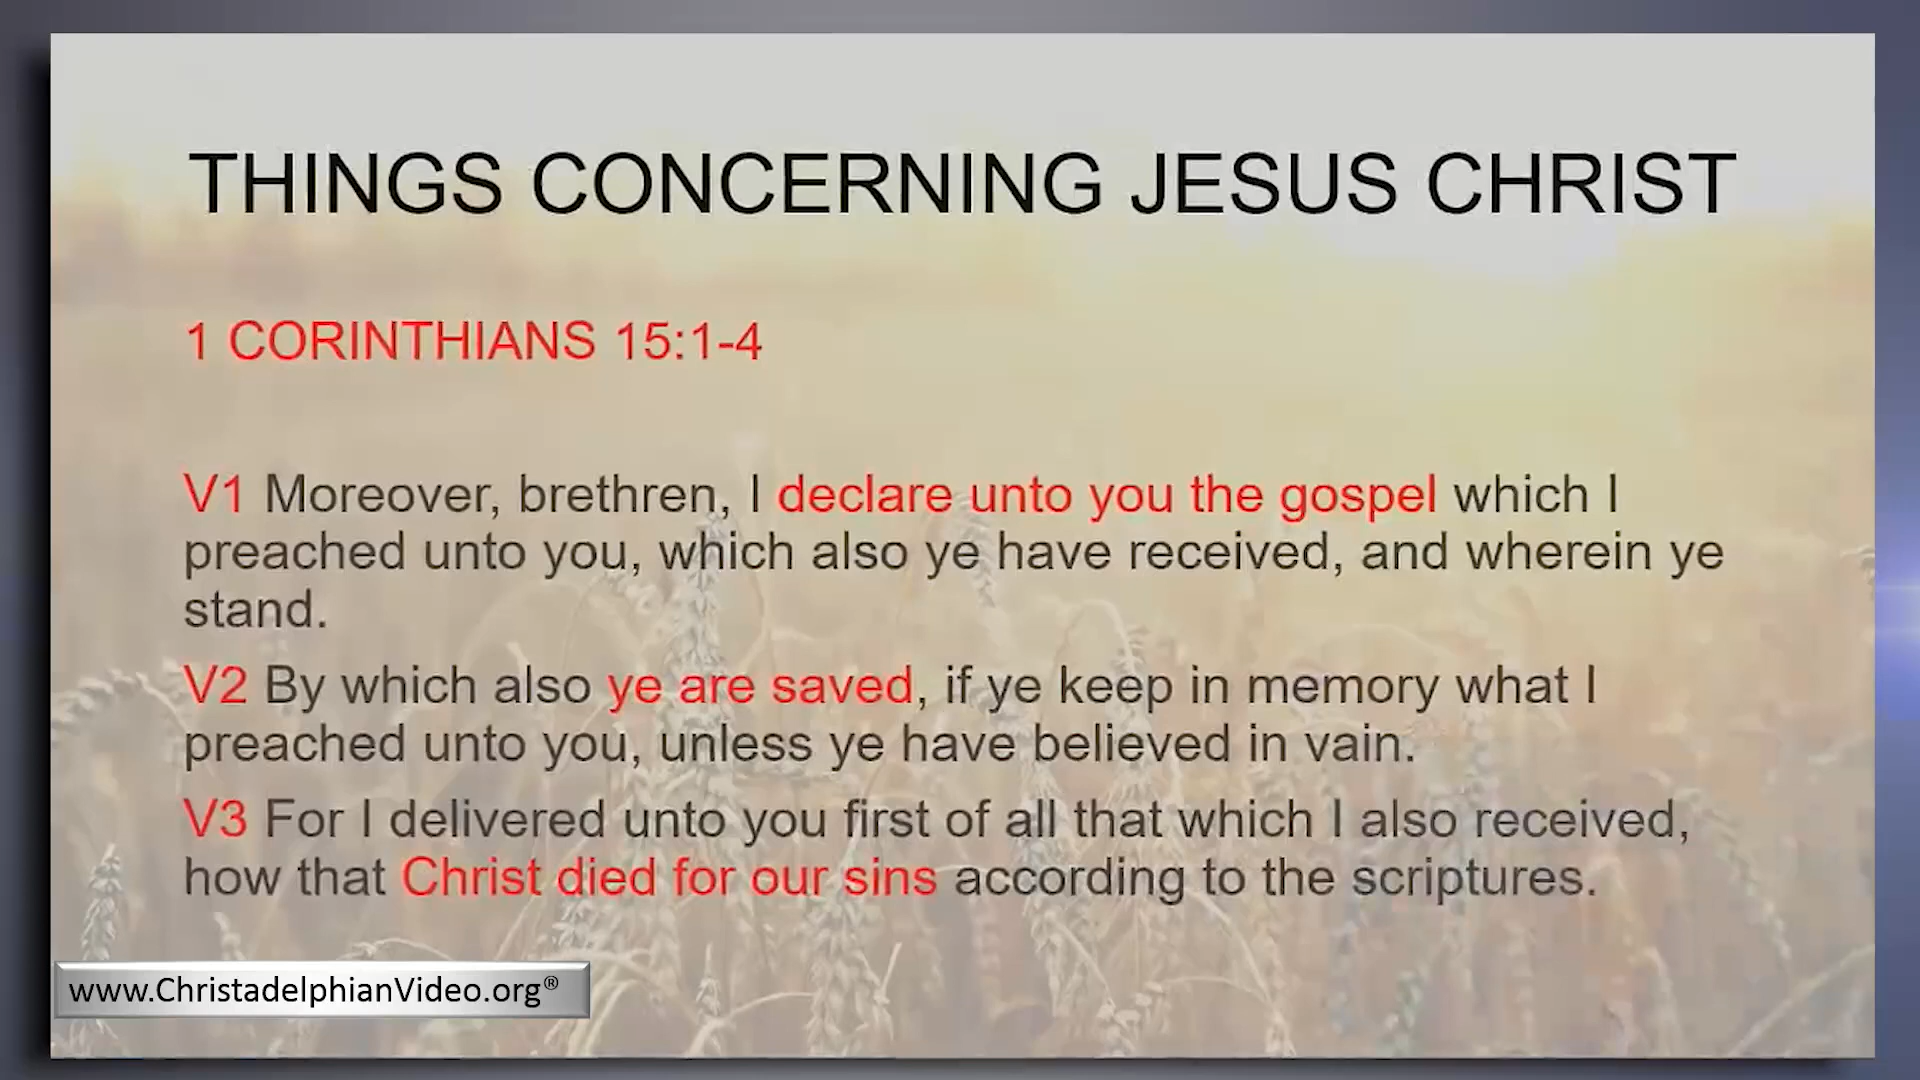 THINGS CONCERNING JESUS CHRIST
1 CORINTHIANS 15:1-4
V1 Moreover, brethren, I declare unto you the gospel which I
preached unto you, which also ye have received, and wherein ye
stand.
V2 By which also ye are saved, if ye keep in memory what I
preached unto you, unless ye have believed in vain.
V3 For I delivered unto you first of all that which I also received,
how that Christ died for our sins according to the scriptures.
www.ChristadelphianVideo.org®